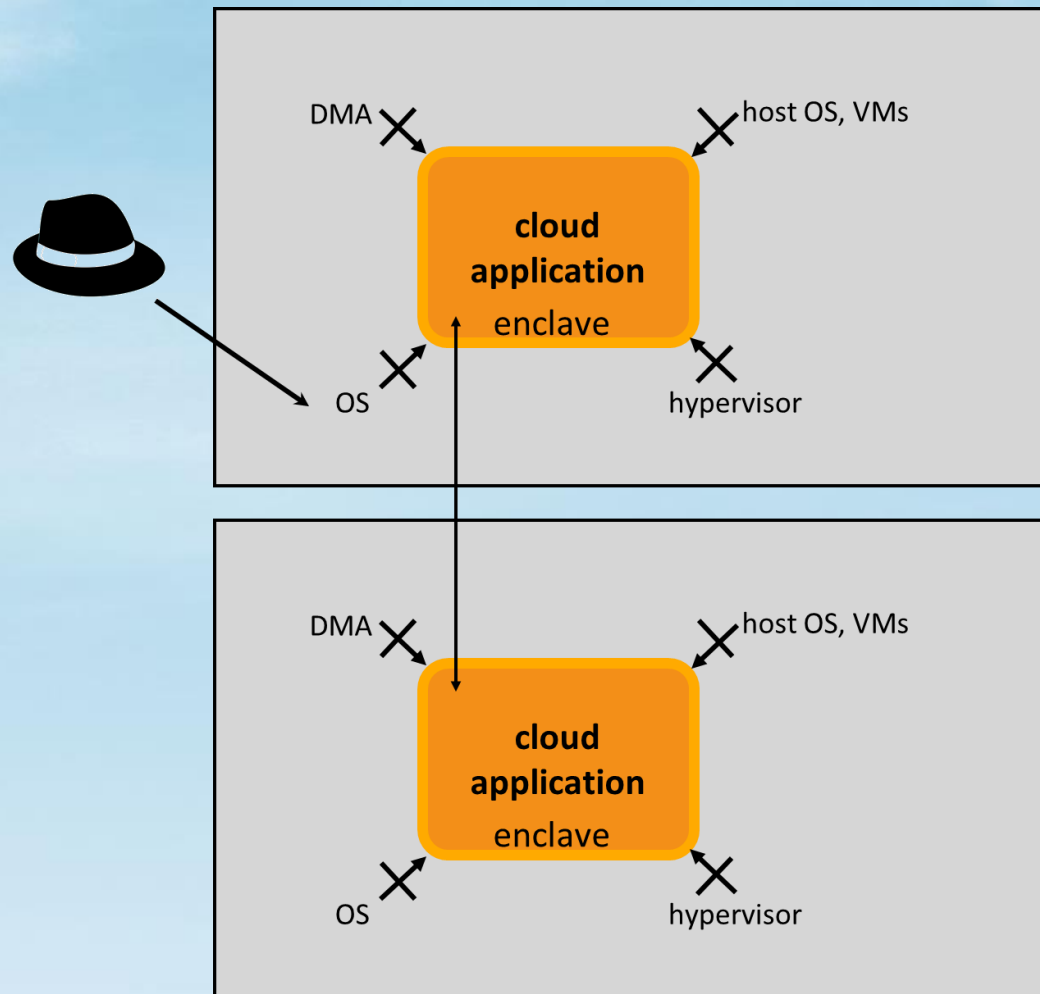 DMA
host OS, VMs
cloud
application
enclave
OS
hypervisor
DMA
host OS, VMs
cloud
application
enclave
OS
hypervisor